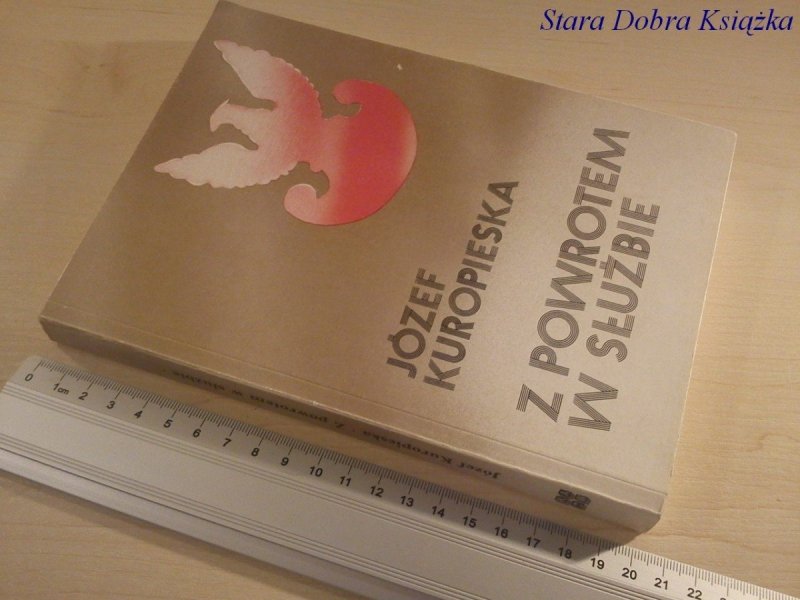 Stara Dobra Książka
JÓZEF
KUROPIESKA
Z POWROTEM
W SŁUŻBIE
Józef Kuropieska · Z powrotem w służbie
0 1cm 2 3 4 5 6 7 8 9 10 11 12 13 14 15 16 17 18 19 20 21 22